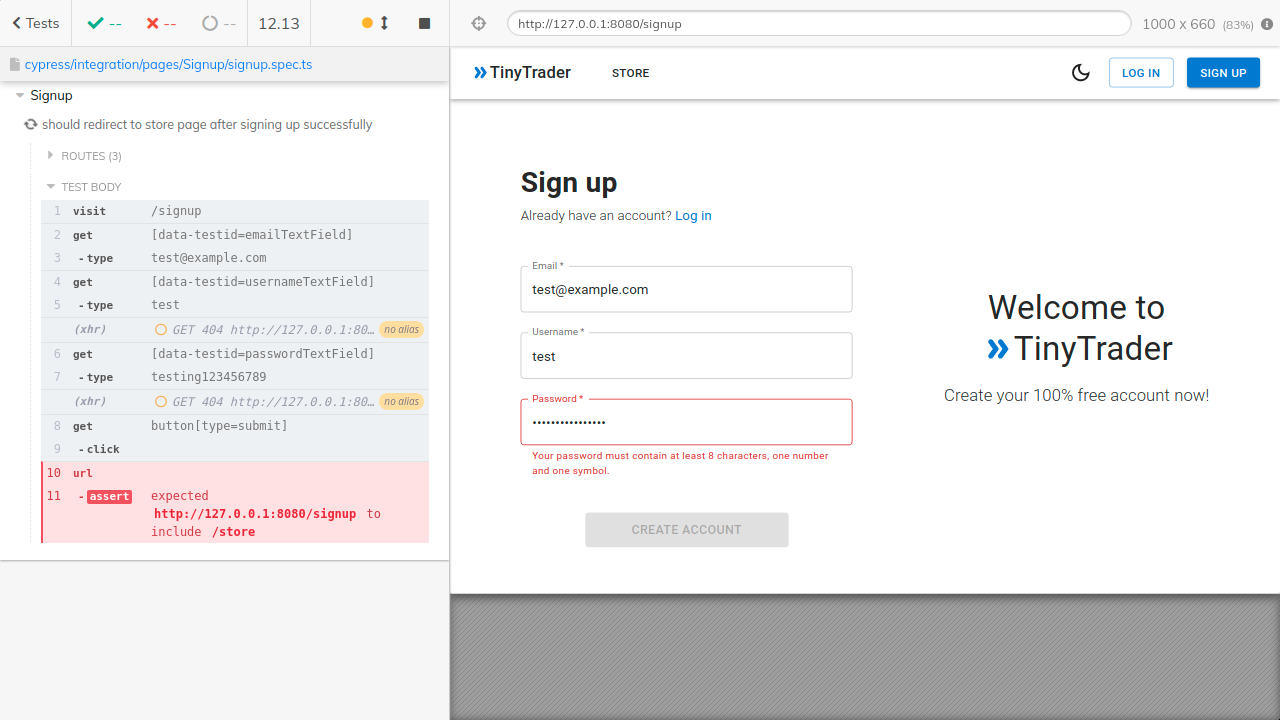 Tests
--
--
--
12.13
http://127.0.0.1:8080/signup
1000 x 660 (83%)
cypress/integration/pages/Signup/signup.spec.ts
Signup
should redirect to store page after signing up successfully
ROUTES (3)
TEST BODY
1 visit /signup
2 get [data-testid=emailTextField]
3 -type test@example.com
4 get [data-testid=usernameTextField]
5 -type test
(xhr) GET 404 http://127.0.0.1:80… no alias
6 get [data-testid=passwordTextField]
7 -type testing123456789
(xhr) GET 404 http://127.0.0.1:80… no alias
8 get button[type=submit]
9 -click
10 url
11 -assert expected
http://127.0.0.1:8080/signup to
include /store
TinyTrader
STORE
LOG IN
SIGN UP
Sign up
Already have an account? Log in
Email *
test@example.com
Username *
test
Password *
••••••••••••••••
Your password must contain at least 8 characters, one number
and one symbol.
CREATE ACCOUNT
Welcome to
TinyTrader
Create your 100% free account now!